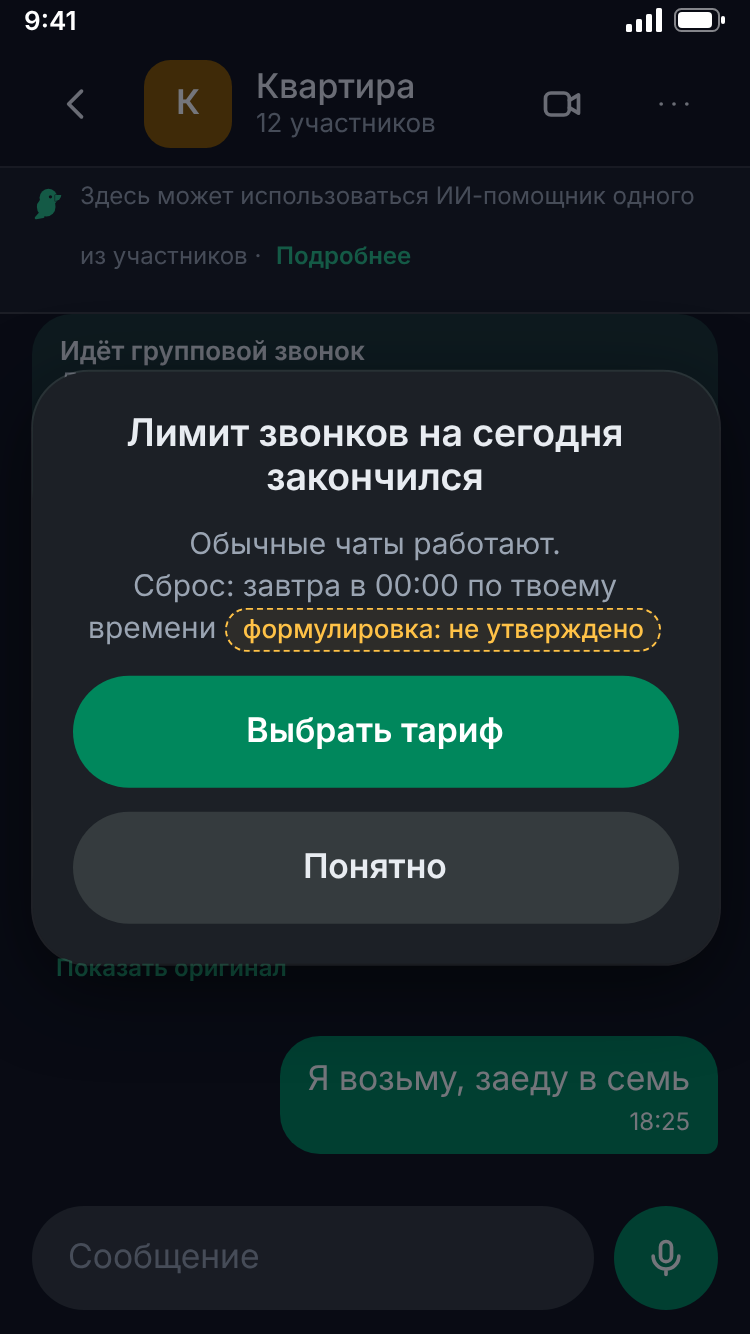 9:41
К
Квартира
12 участников
Здесь может использоваться ИИ-помощник одного
из участников · Подробнее
Идёт групповой звонок
Лимит звонков на сегодня
закончился
Обычные чаты работают.
Сброс: завтра в 00:00 по твоему
времени формулировка: не утверждено
Выбрать тариф
Понятно
Показать оригинал
Я возьму, заеду в семь
18:25
Сообщение